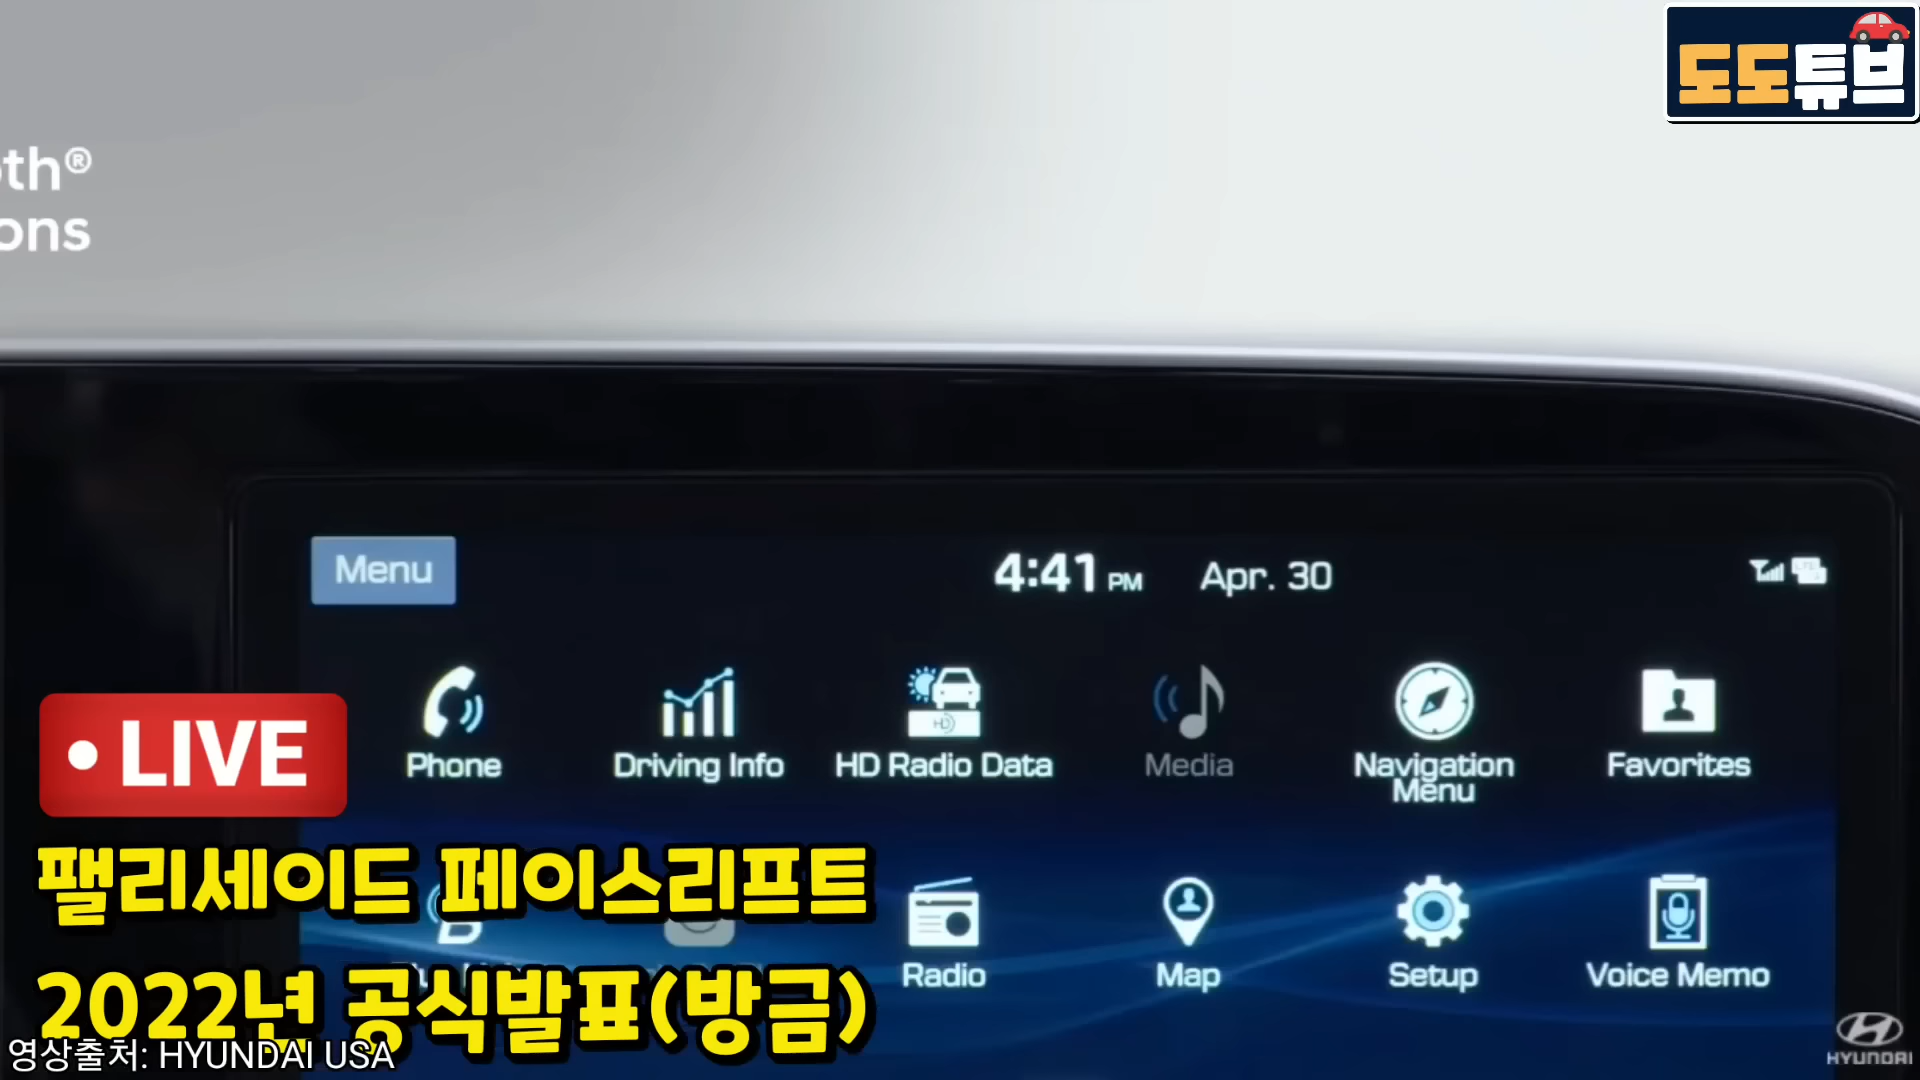 도도튜브
oth®
ons
Menu
4:41 PM Apr. 30
Phone
Driving Info
HD Radio Data
Media
Navigation
Menu
Favorites
LIVE
팰리세이드 페이스리프트
Radio
Map
Setup
Voice Memo
2022년 공식발표(방금)
영상출처: HYUNDAI USA
HYUNDAI